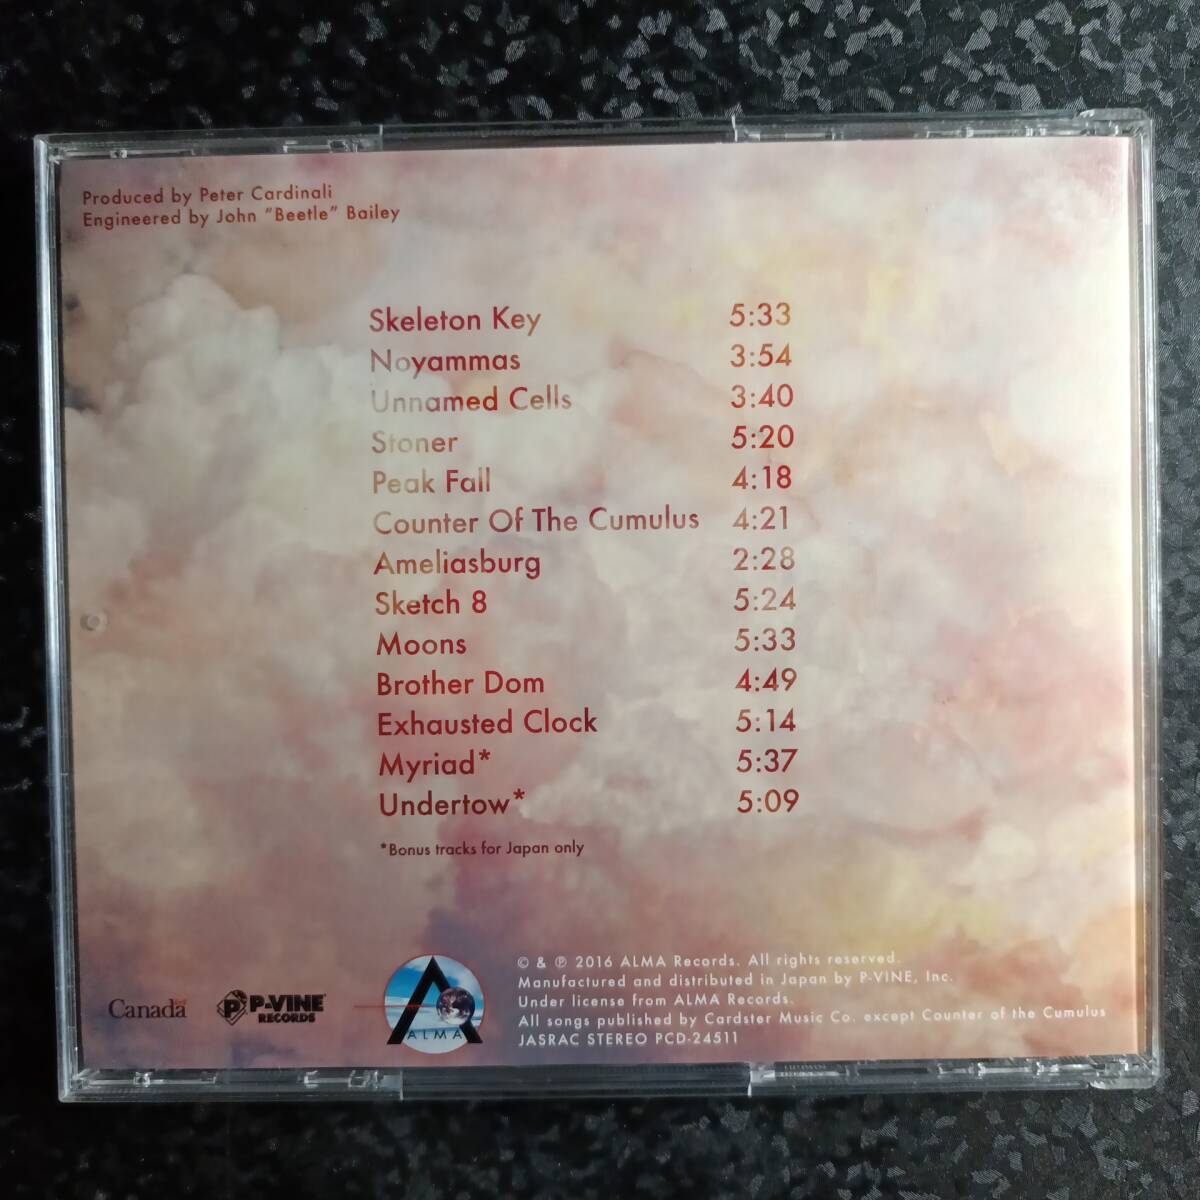 Produced by Peter Cardinali
Engineered by John “Beetle” Bailey
Skeleton Key 5:33
Noyammas 3:54
Unnamed Cells 3:40
Stoner 5:20
Peak Fall 4:18
Counter Of The Cumulus 4:21
Ameliasburg 2:28
Sketch 8 5:24
Moons 5:33
Brother Dom 4:49
Exhausted Clock 5:14
Myriad* 5:37
Undertow* 5:09
*Bonus tracks for Japan only
© & ℗ 2016 ALMA Records. All rights reserved.
Manufactured and distributed in Japan by P-VINE, Inc.
Under license from ALMA Records.
All songs published by Cardster Music Co. except Counter of the Cumulus
JASRAC STEREO PCD-24511
Canada
P-VINE
RECORDS
ALMA